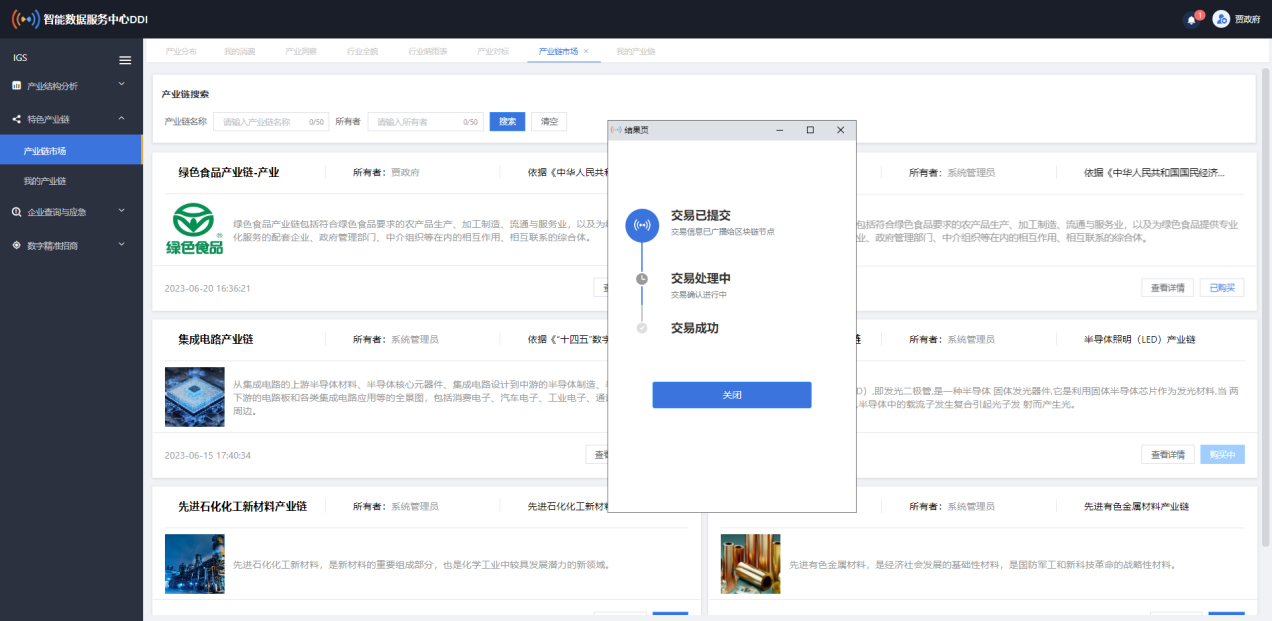 智能数据服务中心DDI
1
贾政府
IGS
产业结构分析
特色产业链
产业链市场
我的产业链
企业查询与应急
数字精准招商
产业分布
我的消藉
产业洞察
行业全貌
行业晴雨表
产业对标
产业链市场 ×
我的产业链
产业链搜索
产业链名称
请输入产业链名称 0/50
所有者
请输入所有者 0/50
搜索
清空
绿色食品产业链-产业
所有者：贾政府
依据《中华人民共和
绿色食品
绿色食品产业链包括符合绿色食品要求的农产品生产、加工制造、流通与服务业，以及为
化服务的配套企业、政府管理部门、中介组织等在内的相互作用、相互联系的综合体。
2023-06-20 16:36:21
所有者：系统管理员
依据《中华人民共和国国民经济...
包括符合绿色食品要求的农产品生产、加工制造、流通与服务业，以及为绿色食品提供专业
业、政府管理部门、中介组织等在内的相互作用、相互联系的综合体。
查看详情
已购买
集成电路产业链
所有者：系统管理员
依据《“十四五”数字
从集成电路的上游半导体材料、半导体核心元器件、集成电路设计到中游的半导体制造、
下游的电路板和各类集成电路应用等的全景图，包括消费电子、汽车电子、工业电子、通
周边。
2023-06-15 17:40:34
查看
链
所有者：系统管理员
半导体照明（LED）产业链
D）,即发光二极管,是一种半导体 固体发光器件,它是利用固体半导体芯片作为发光材料,当 两
,半导体中的载流子发生复合引起光子发 射而产生光。
查看详情
购买中
先进石化化工新材料产业链
所有者：系统管理员
先进石化化工新材料
先进石化化工新材料，是新材料的重要组成部分，也是化学工业中较具发展潜力的新领域。
所有者：系统管理员
先进有色金属材料产业链
先进有色金属材料，是经济社会发展的基础性材料，是国防军工和新科技革命的战略性材料。
结果页
交易已提交
交易信息已广播给区块链节点
交易处理中
交易确认进行中
交易成功
关闭